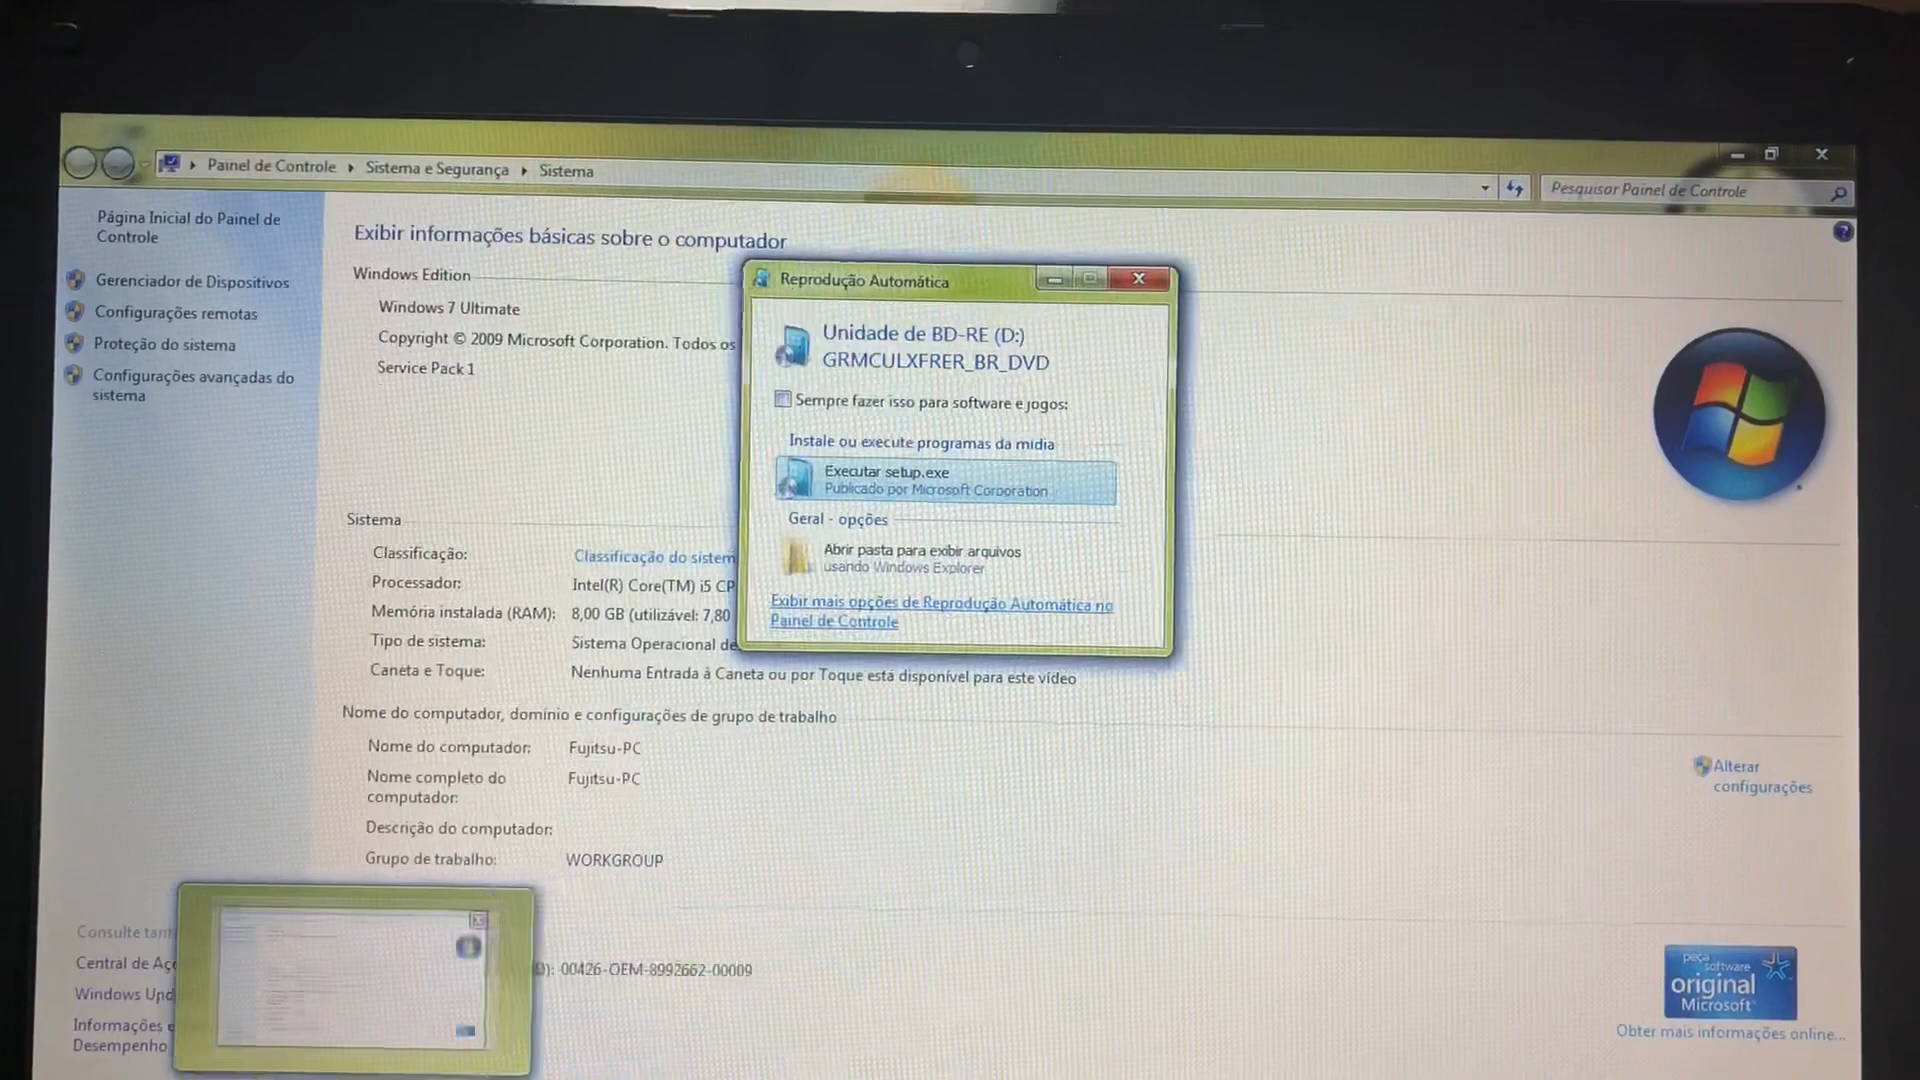 Painel de Controle
Sistema e Segurança
Sistema
Pesquisar Painel de Controle
Página Inicial do Painel de
Controle
Gerenciador de Dispositivos
Configurações remotas
Proteção do sistema
Configurações avançadas do
sistema
Exibir informações básicas sobre o computador
Windows Edition
Windows 7 Ultimate
Copyright © 2009 Microsoft Corporation. Todos os
Service Pack 1
Reprodução Automática
Unidade de BD-RE (D:)
GRMCULXFRER_BR_DVD
Sempre fazer isso para software e jogos:
Instale ou execute programas da mídia
Executar setup.exe
Publicado por Microsoft Corporation
Geral - opções
Abrir pasta para exibir arquivos
usando Windows Explorer
Exibir mais opções de Reprodução Automática no
Painel de Controle
Sistema
Classificação:
Classificação do sistem
Processador:
Intel(R) Core(TM) i5 CP
Memória instalada (RAM):
8,00 GB (utilizável: 7,80
Tipo de sistema:
Sistema Operacional de
Caneta e Toque:
Nenhuma Entrada à Caneta ou por Toque está disponível para este vídeo
Nome do computador, domínio e configurações de grupo de trabalho
Nome do computador:
Fujitsu-PC
Nome completo do
computador:
Fujitsu-PC
Descrição do computador:
Grupo de trabalho:
WORKGROUP
Alterar
configurações
Consulte tam
Central de Aç
Windows Upd
Informações e
Desempenho
): 00426-OEM-8992662-00009
peça
software
original
Microsoft
Obter mais informações online...